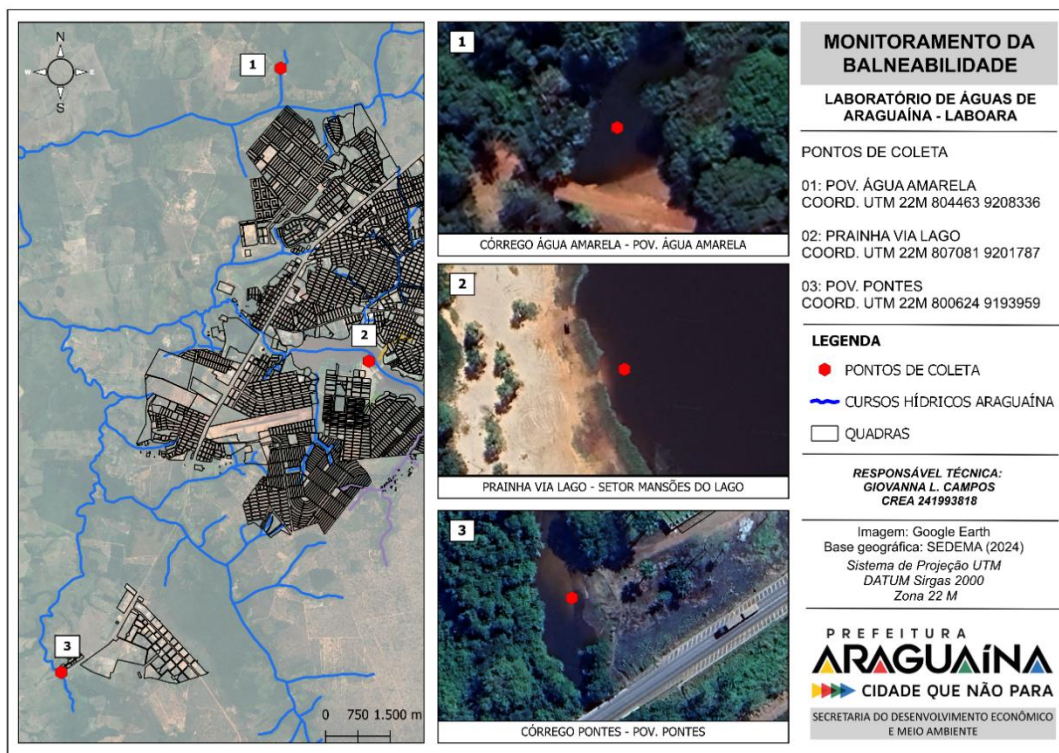 N
W
E
S
1
2
3
0 750 1.500 m
1
CÓRREGO ÁGUA AMARELA - POV. ÁGUA AMARELA
2
PRAINHA VIA LAGO - SETOR MANSÕES DO LAGO
3
CÓRREGO PONTES - POV. PONTES
MONITORAMENTO DA
BALNEABILIDADE
LABORATÓRIO DE ÁGUAS DE
ARAGUAÍNA - LABOARA
PONTOS DE COLETA
01: POV. ÁGUA AMARELA
COORD. UTM 22M 804463 9208336
02: PRAINHA VIA LAGO
COORD. UTM 22M 807081 9201787
03: POV. PONTES
COORD. UTM 22M 800624 9193959
LEGENDA
PONTOS DE COLETA
CURSOS HÍDRICOS ARAGUAÍNA
QUADRAS
RESPONSÁVEL TÉCNICA:
GIOVANNA L. CAMPOS
CREA 241993818
Imagem: Google Earth
Base geográfica: SEDEMA (2024)
Sistema de Projeção UTM
DATUM Sirgas 2000
Zona 22 M
PREFEITURA
ARAGUAÍNA
CIDADE QUE NÃO PARA
SECRETARIA DO DESENVOLVIMENTO ECONÔMICO
E MEIO AMBIENTE